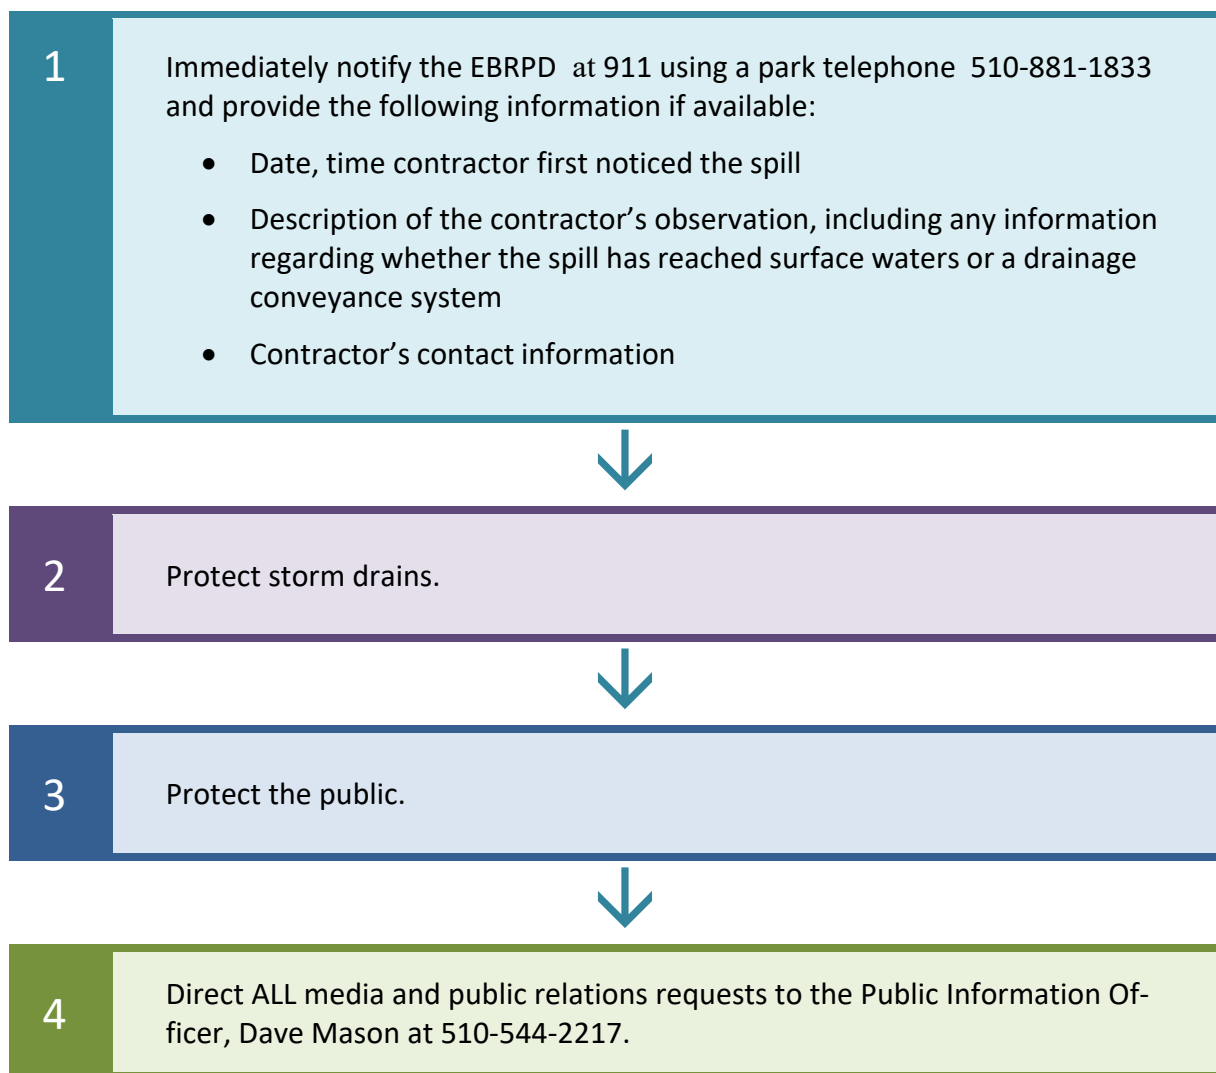 1
Immediately notify the EBRPD at 911 using a park telephone 510-881-1833
and provide the following information if available:
• Date, time contractor first noticed the spill
• Description of the contractor’s observation, including any information
regarding whether the spill has reached surface waters or a drainage
conveyance system
• Contractor’s contact information
2
Protect storm drains.
3
Protect the public.
4
Direct ALL media and public relations requests to the Public Information Of-
ficer, Dave Mason at 510-544-2217.